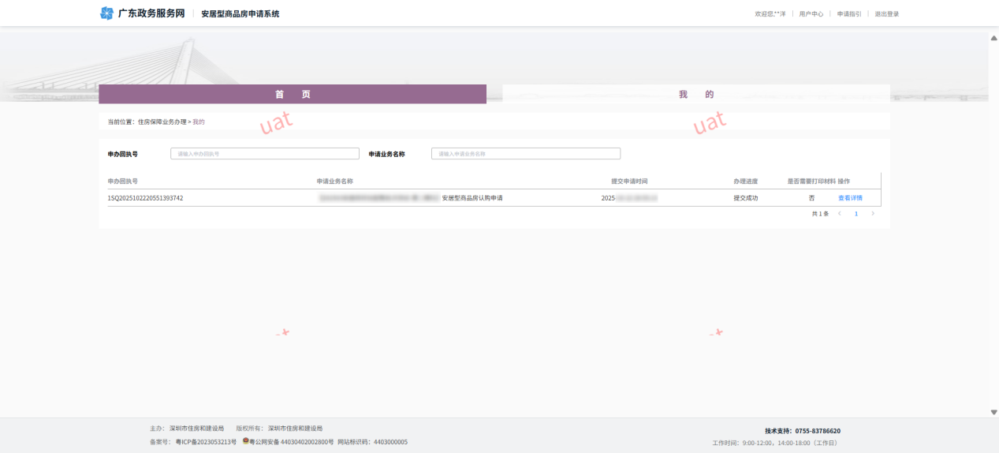 广东政务服务网 | 安居型商品房申请系统
欢迎您,**洋 | 用户中心 | 申请指引 | 退出登录
首 页
我 的
当前位置：住房保障业务办理 > 我的
uat
uat
申办回执号 请输入申办回执号 申请业务名称 请输入申请业务名称
申办回执号 申请业务名称 提交申请时间 办理进度 是否需要打印材料 操作
1SQ2025102220551393742 安居型商品房认购申请 2025 提交成功 否 查看详情
共 1 条 < 1 >
主办： 深圳市住房和建设局 版权所有： 深圳市住房和建设局
备案号： 粤ICP备2023053213号 粤公网安备 44030402002800号 网站标识码：4403000005
技术支持：0755-83786620
工作时间：9:00-12:00，14:00-18:00（工作日）